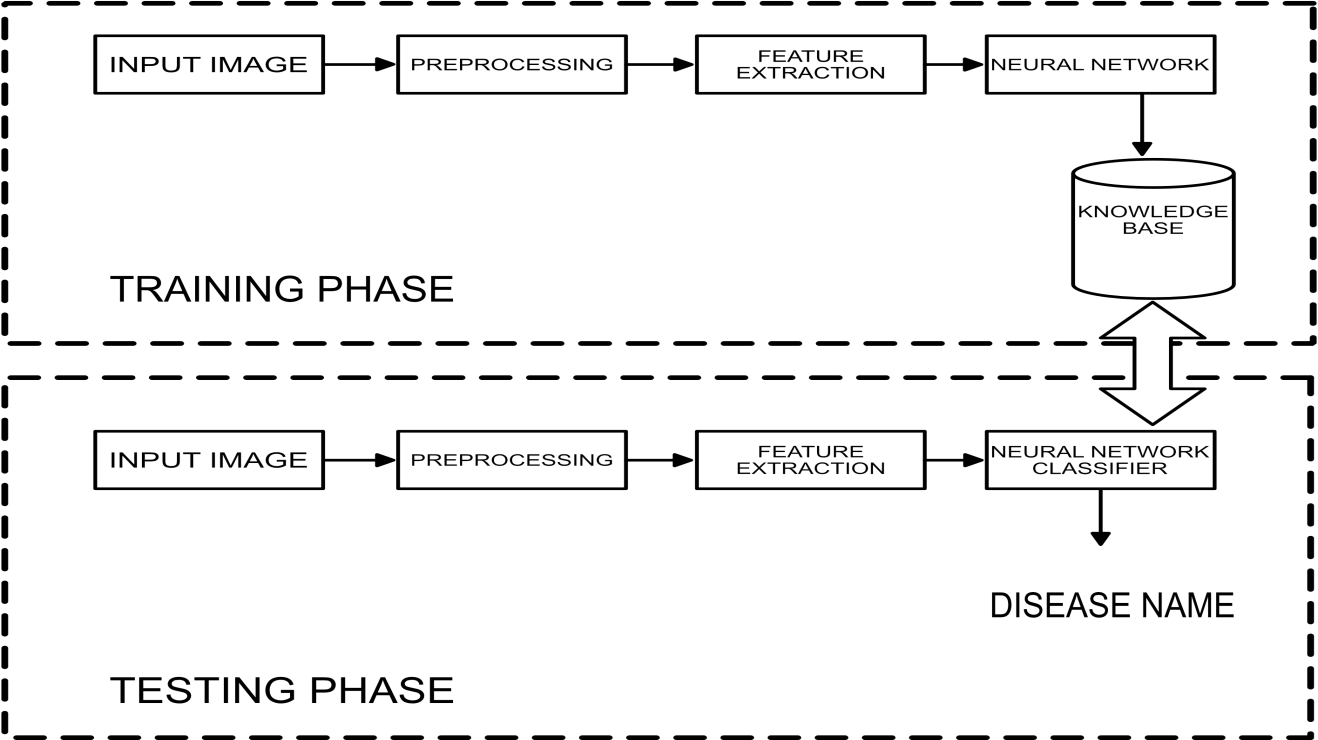 INPUT IMAGE
PREPROCESSING
FEATURE
EXTRACTION
NEURAL NETWORK
KNOWLEDGE
BASE
TRAINING PHASE
INPUT IMAGE
PREPROCESSING
FEATURE
EXTRACTION
NEURAL NETWORK
CLASSIFIER
DISEASE NAME
TESTING PHASE